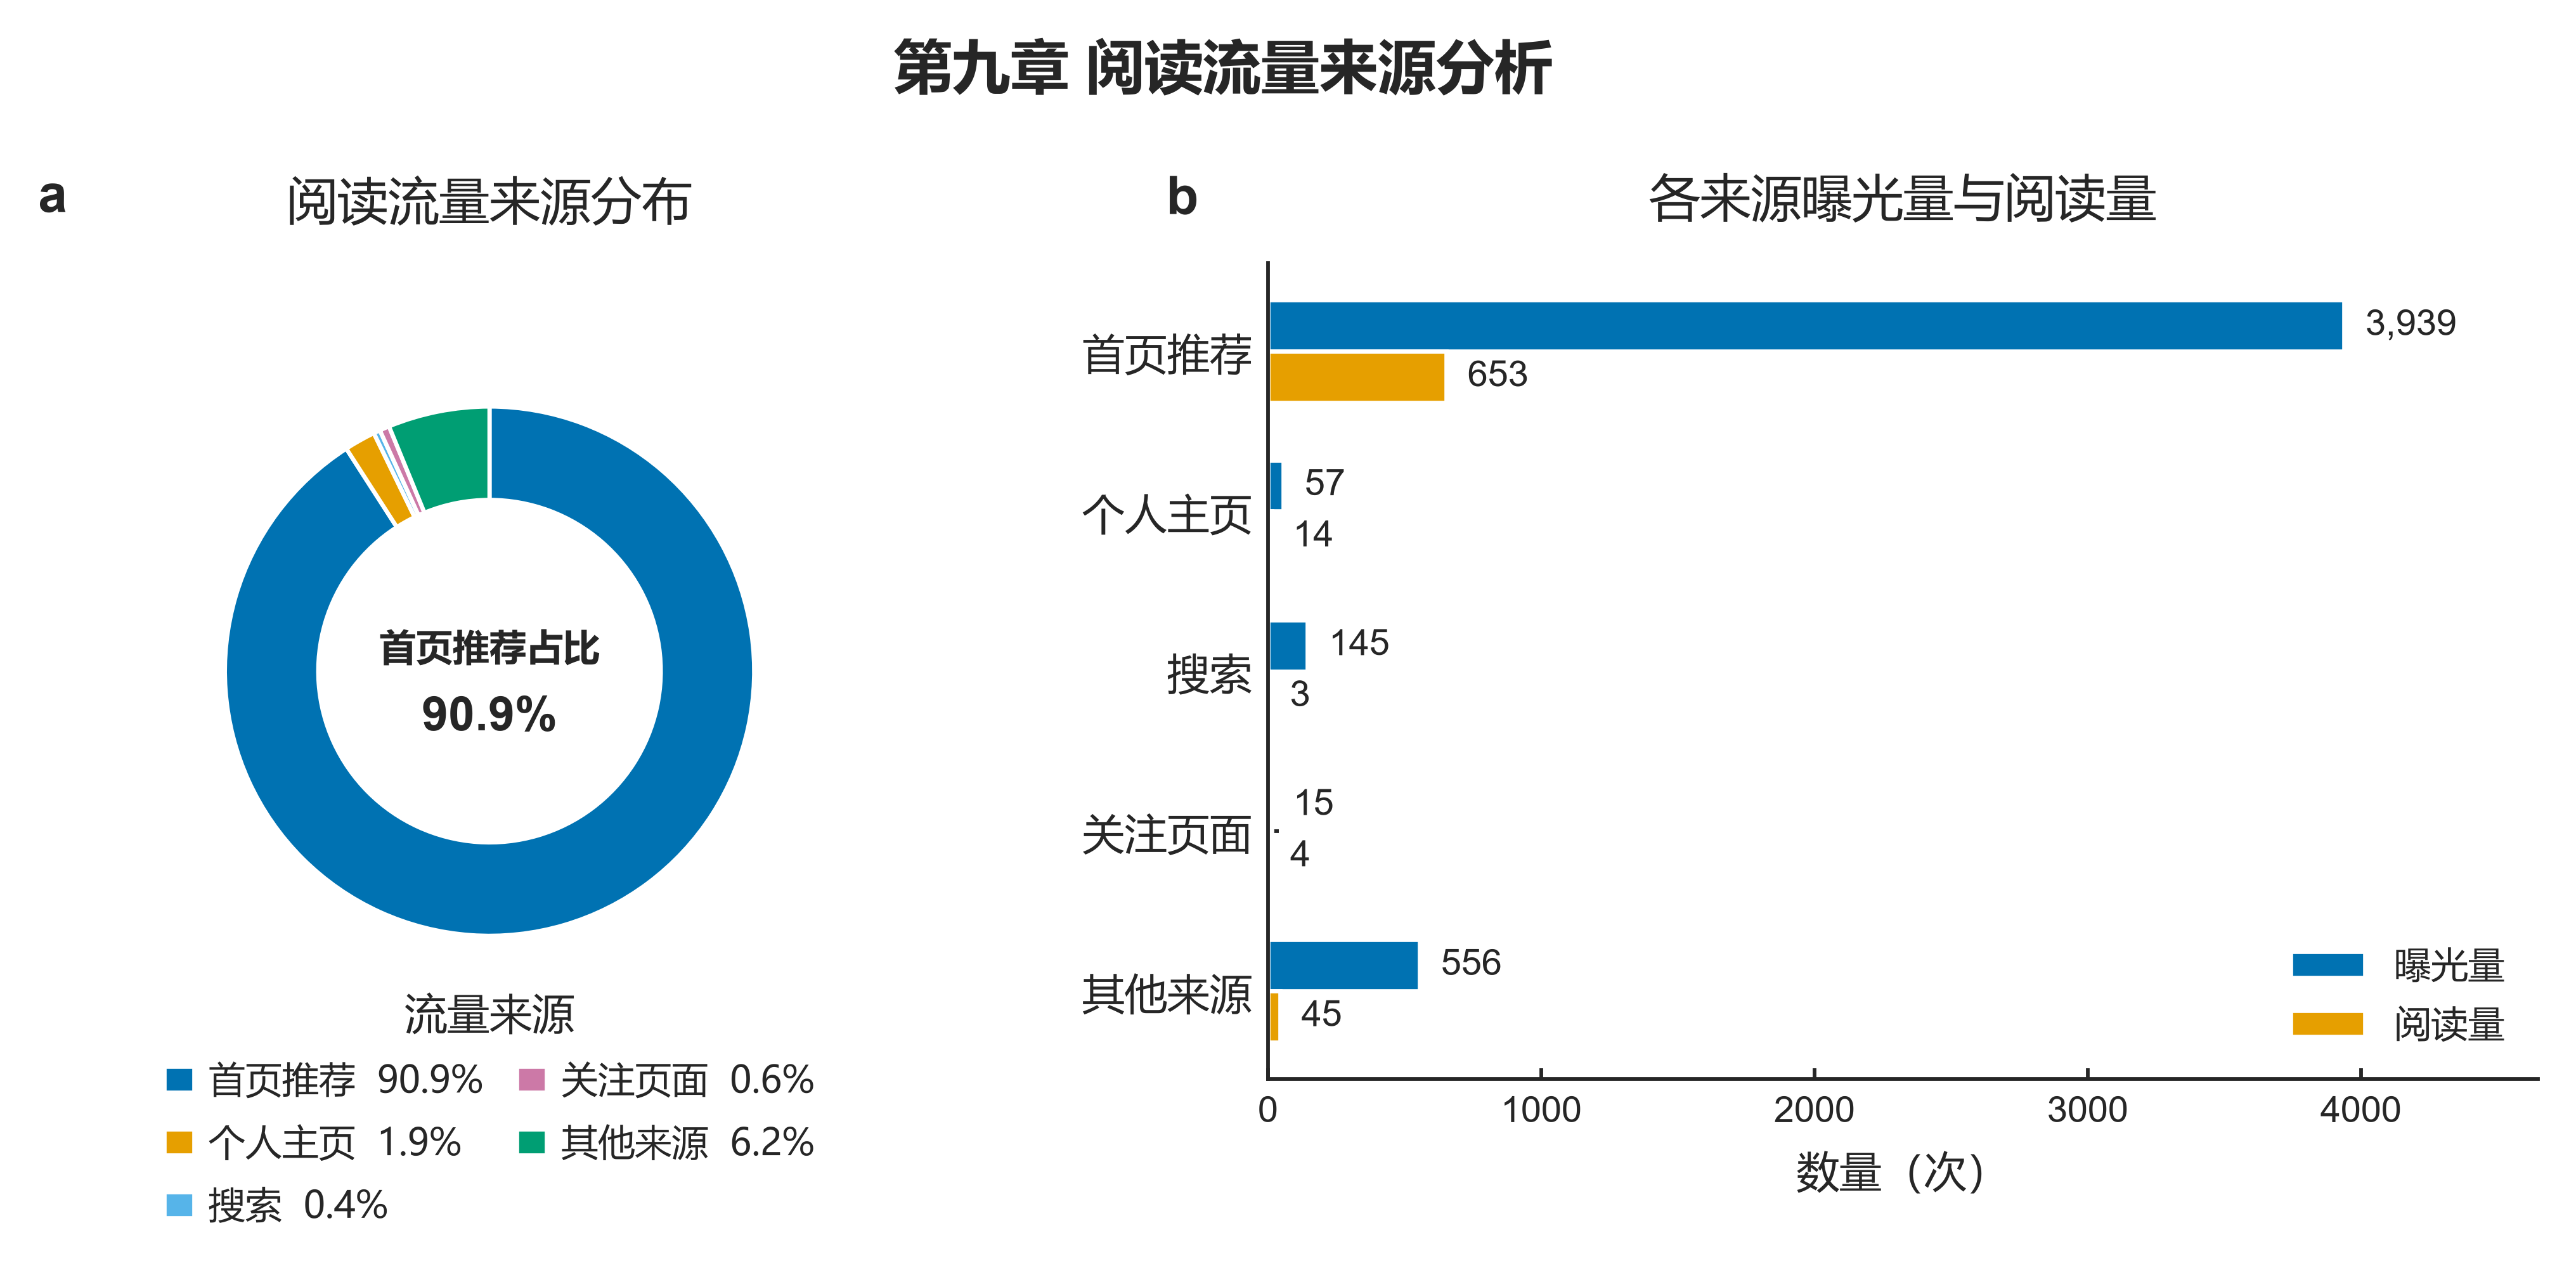 第九章 阅读流量来源分析
a
阅读流量来源分布
首页推荐占比
90.9%
流量来源
首页推荐 90.9%
个人主页 1.9%
搜索 0.4%
关注页面 0.6%
其他来源 6.2%
b
各来源曝光量与阅读量
首页推荐
3,939
653
个人主页
57
14
搜索
145
3
关注页面
15
4
其他来源
556
45
曝光量
阅读量
0 1000 2000 3000 4000
数量（次）